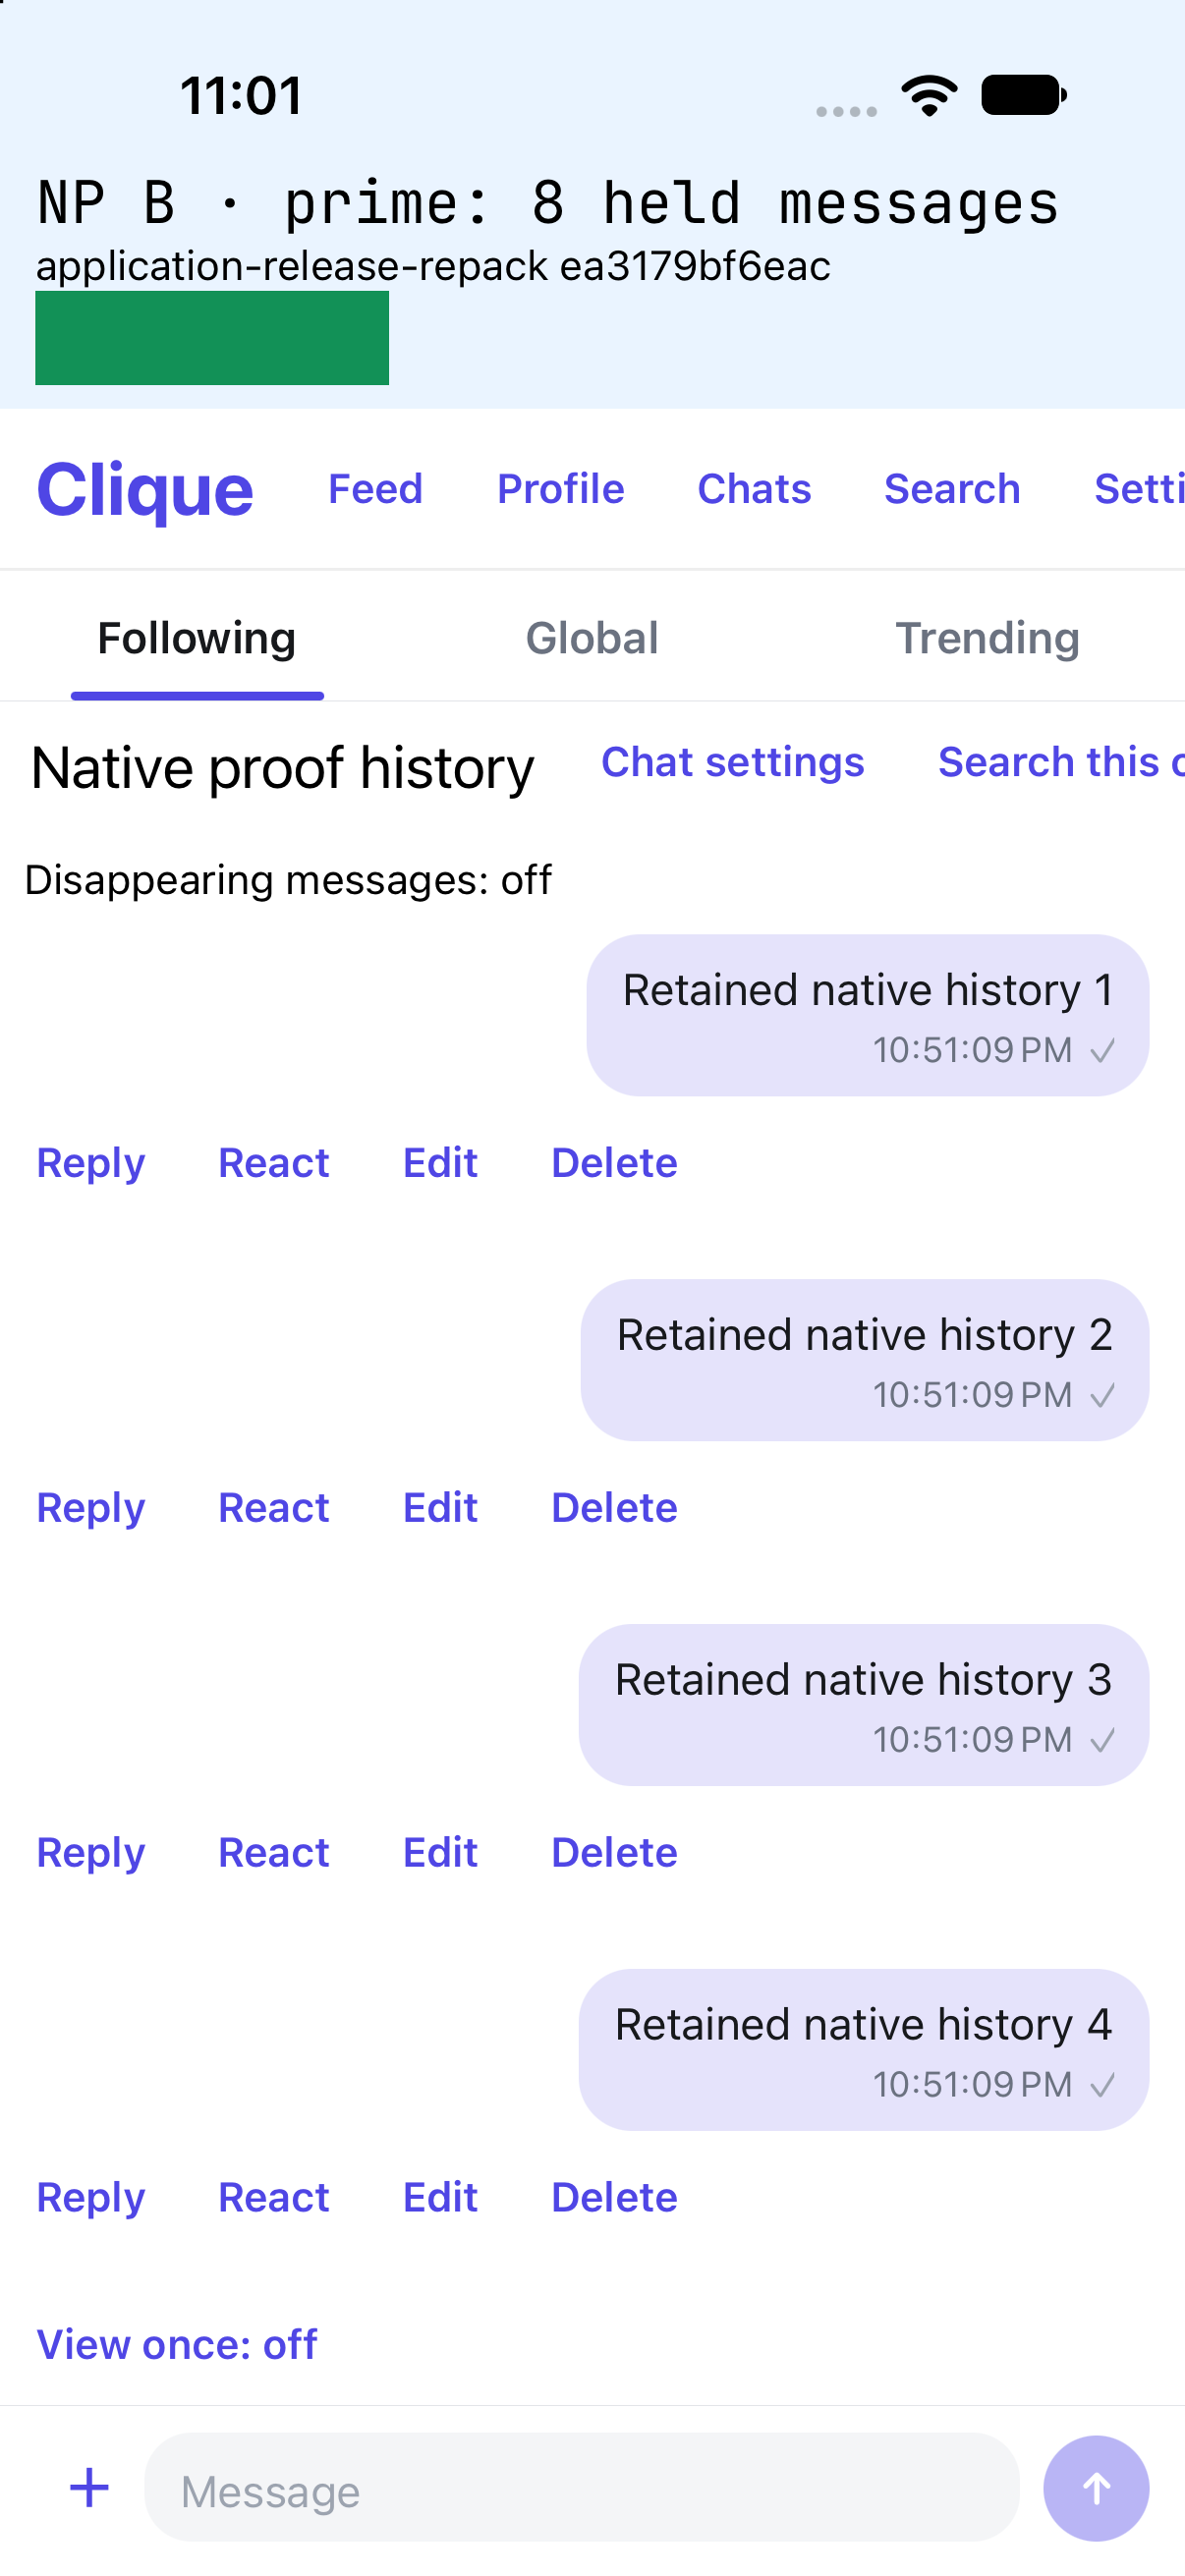 11:01
NP B · prime: 8 held messages
application-release-repack ea3179bf6eac
Clique Feed Profile Chats Search Setti
Following Global Trending
Native proof history Chat settings Search this c
Disappearing messages: off
Retained native history 1
10:51:09 PM ✓
Reply React Edit Delete
Retained native history 2
10:51:09 PM ✓
Reply React Edit Delete
Retained native history 3
10:51:09 PM ✓
Reply React Edit Delete
Retained native history 4
10:51:09 PM ✓
Reply React Edit Delete
View once: off
+ Message